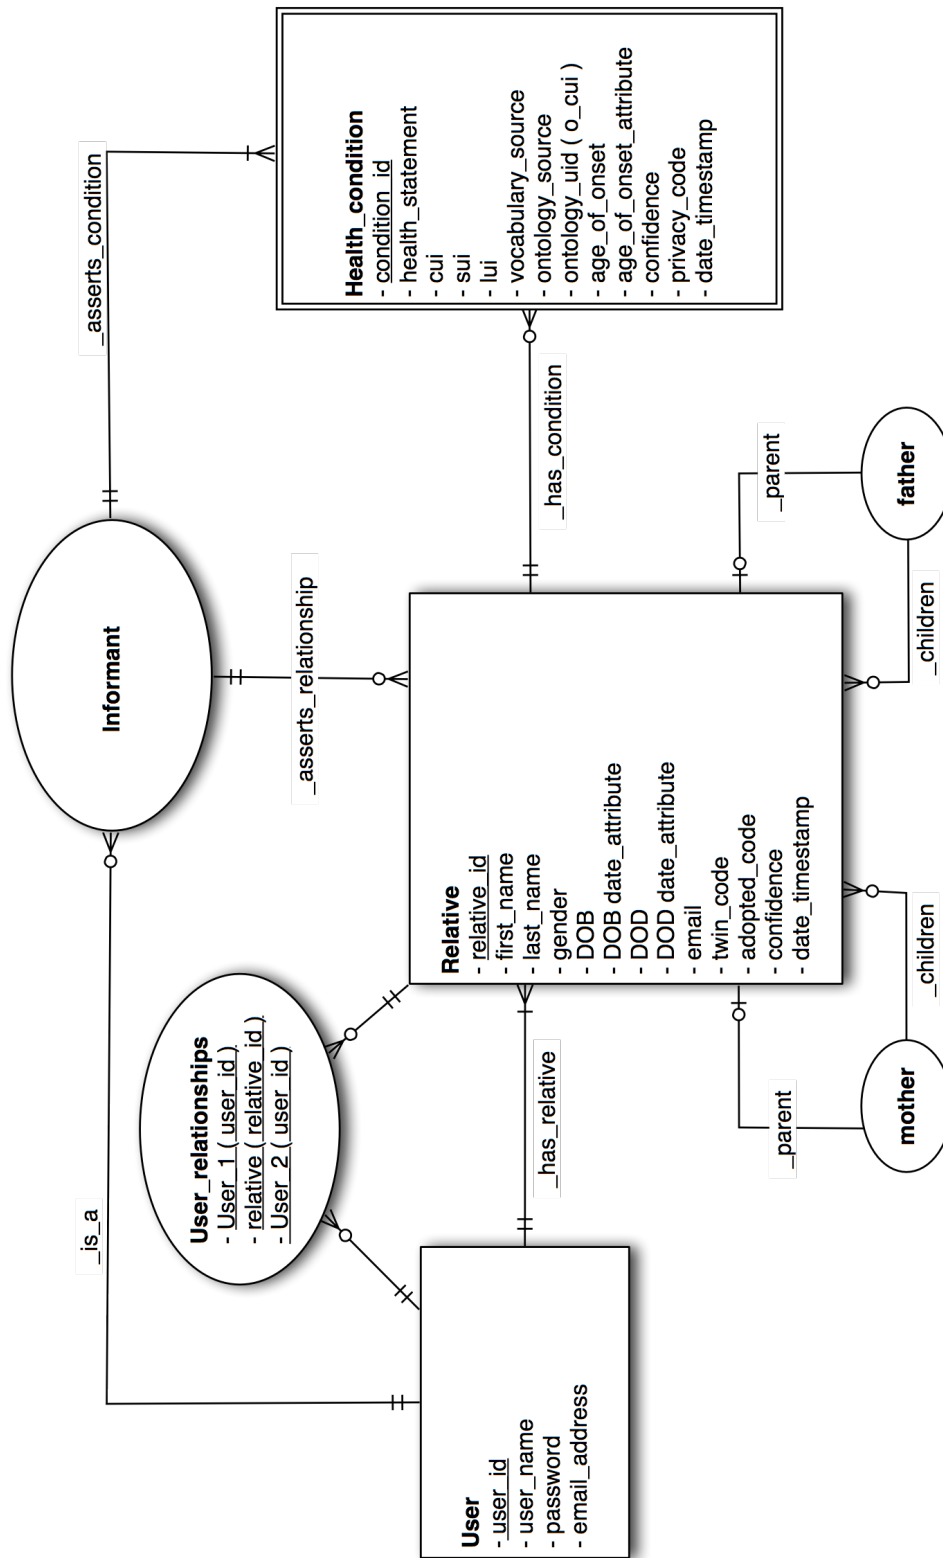 _is_a
_asserts_condition
Informant
User_relationships
- User_1 ( user_id )
- relative ( relative_id )
- User_2 ( user_id )
_asserts_relationship
User
- user_id
- user_name
- password
- email_address
_has_relative
Relative
- relative_id
- first_name
- last_name
- gender
- DOB
- DOB date_attribute
- DOD
- DOD date_attribute
- email
- twin_code
- adopted_code
- confidence
- date_timestamp
_has_condition
Health_condition
- condition_id
- health_statement
- cui
- sui
- lui
- vocabulary_source
- ontology_source
- ontology_uid ( o_cui )
- age_of_onset
- age_of_onset_attribute
- confidence
- privacy_code
- date_timestamp
_parent
mother
_children
_parent
_children
father